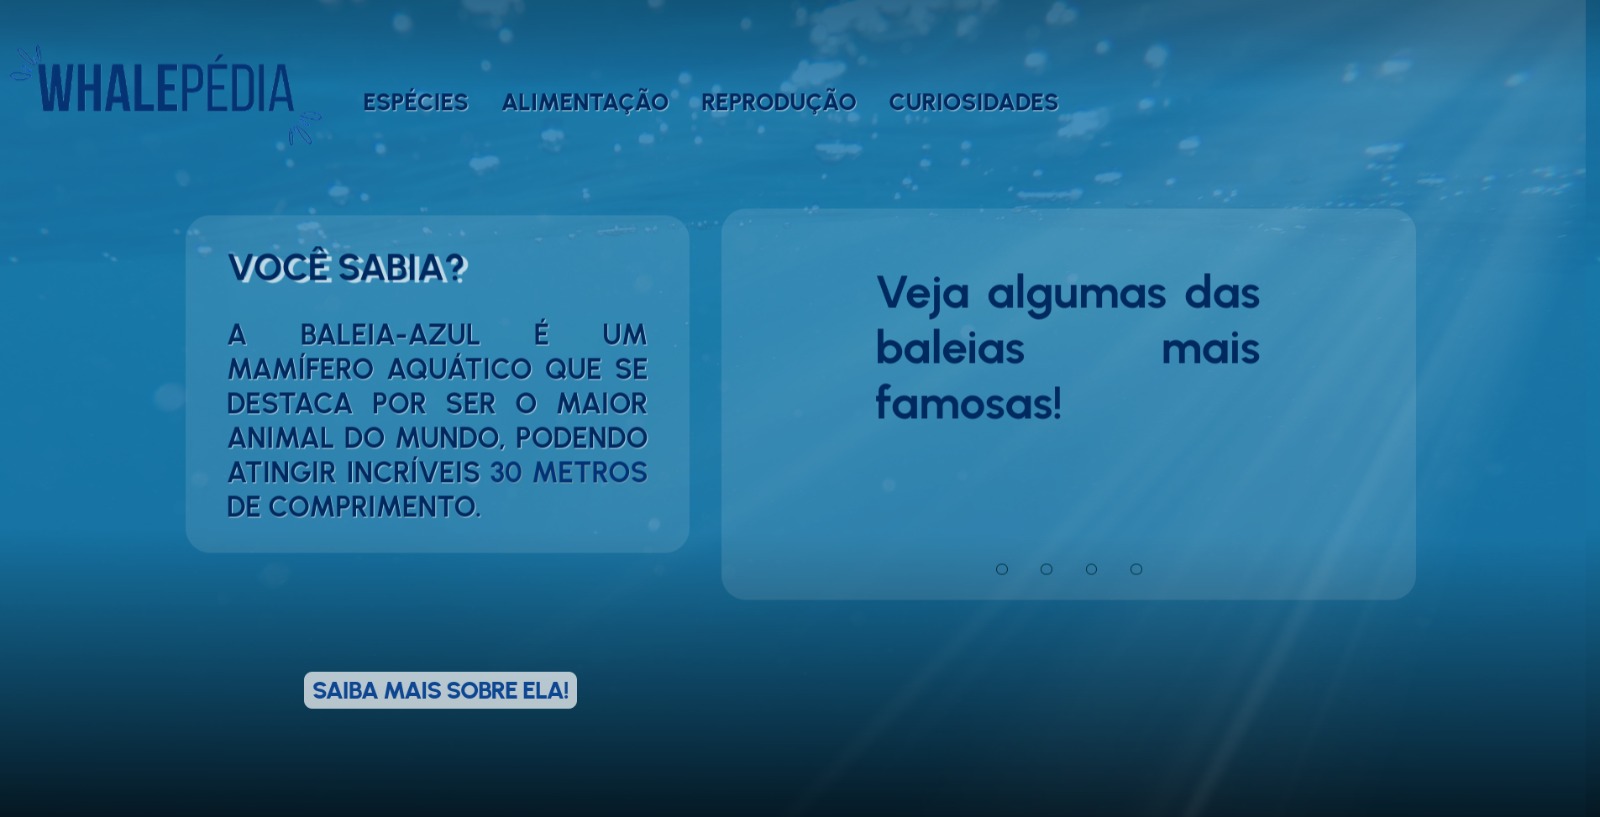 WHALEPÉDIA
ESPÉCIES ALIMENTAÇÃO REPRODUÇÃO CURIOSIDADES
VOCÊ SABIA?
A BALEIA-AZUL É UM
MAMÍFERO AQUÁTICO QUE SE
DESTACA POR SER O MAIOR
ANIMAL DO MUNDO, PODENDO
ATINGIR INCRÍVEIS 30 METROS
DE COMPRIMENTO.
Veja algumas das
baleias mais
famosas!
SAIBA MAIS SOBRE ELA!